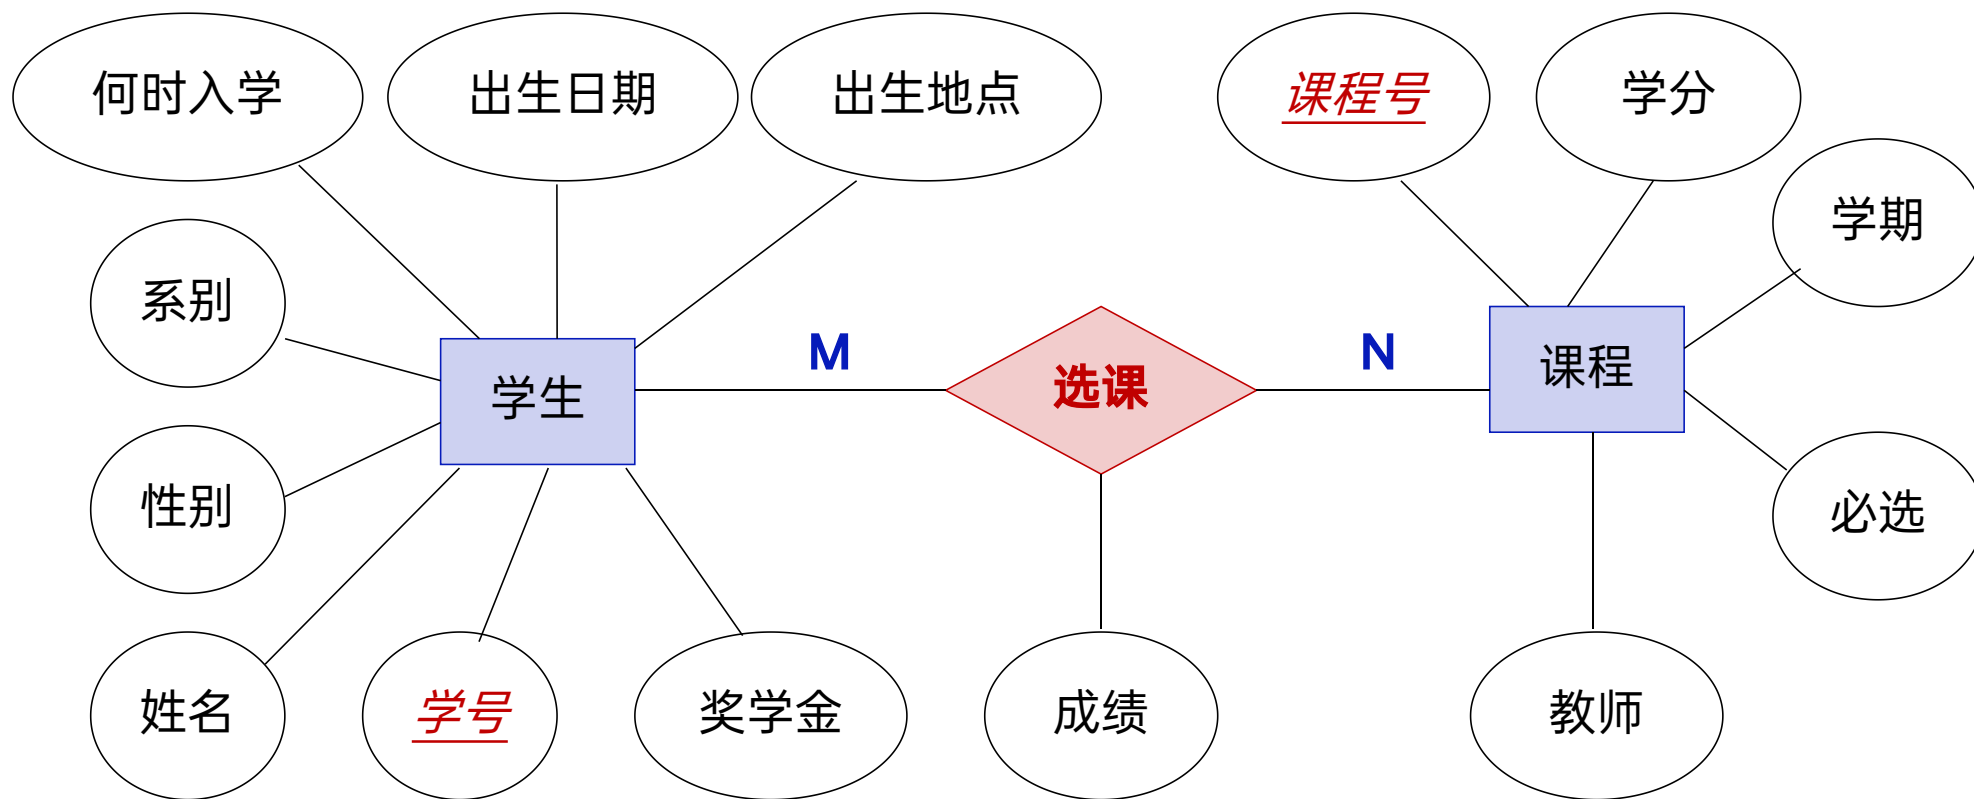 何时入学
出生日期
出生地点
课程号
学分
学期
系别
M
N
选课
课程
学生
性别
必选
姓名
学号
奖学金
成绩
教师